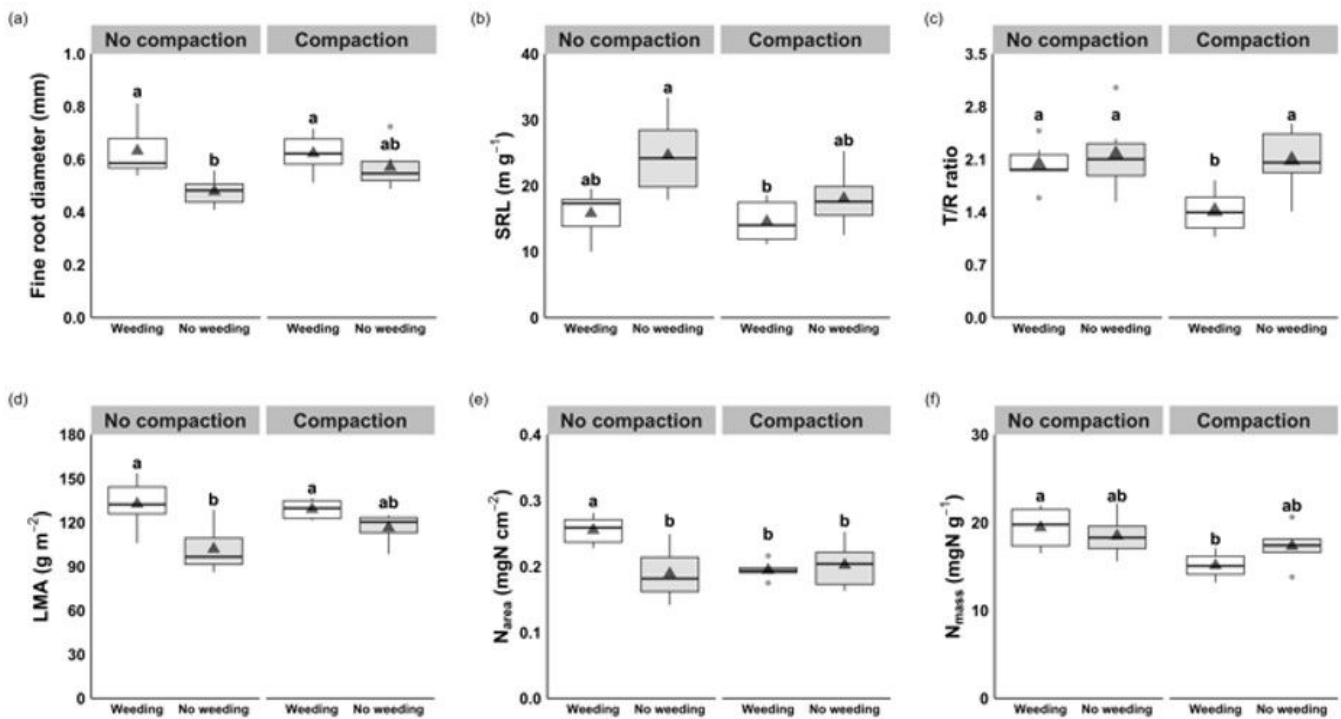 (a)
No compaction Compaction
Fine root diameter (mm)
1.0
0.8
0.6
0.4
0.2
0.0
a
b
a
ab
Weeding No weeding Weeding No weeding
(b)
No compaction Compaction
SRL (m g⁻¹)
40
30
20
10
0
ab
a
b
ab
Weeding No weeding Weeding No weeding
(c)
No compaction Compaction
T/R ratio
3.5
2.8
2.1
1.4
0.7
0.0
a
a
b
a
Weeding No weeding Weeding No weeding
(d)
No compaction Compaction
LMA (g m⁻²)
180
150
120
90
60
30
0
a
b
a
ab
Weeding No weeding Weeding No weeding
(e)
No compaction Compaction
N area (mgN cm⁻²)
0.4
0.3
0.2
0.1
0.0
a
b
b
b
Weeding No weeding Weeding No weeding
(f)
No compaction Compaction
N mass (mgN g⁻¹)
30
20
10
0
a
ab
b
ab
Weeding No weeding Weeding No weeding